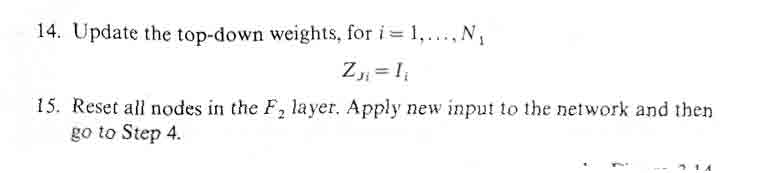 14. Update the top-down weights, for i = 1,..., N₁
Z_Ji = I_i
15. Reset all nodes in the F₂ layer. Apply new input to the network and then
go to Step 4.